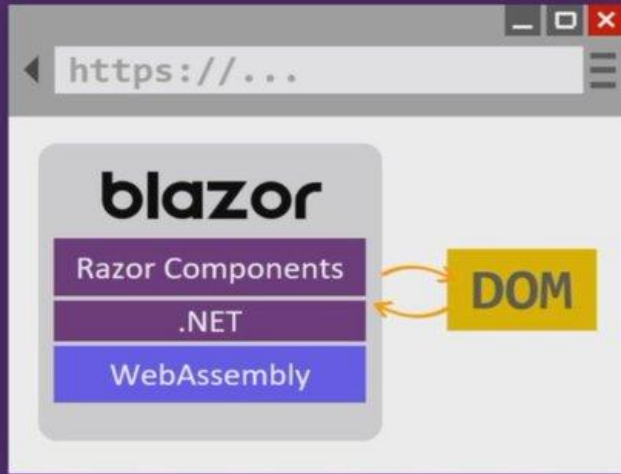 https://...
blazor
Razor Components
.NET
WebAssembly
DOM